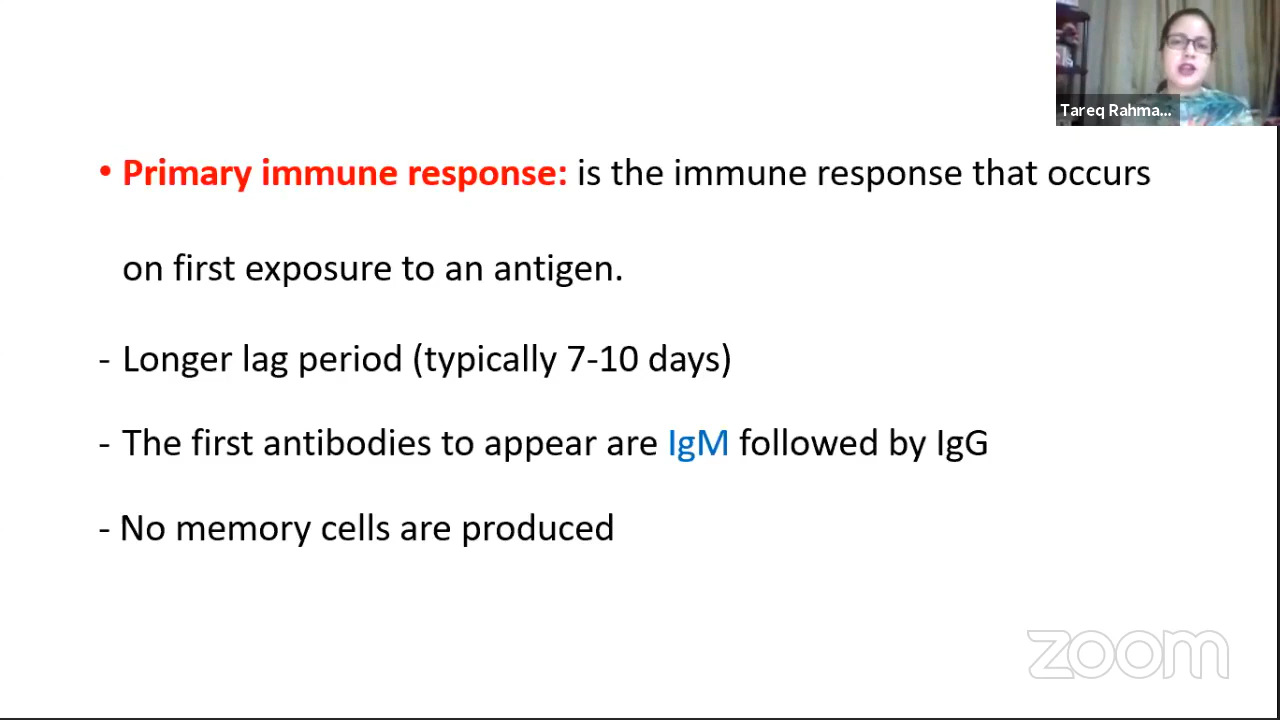 Tareq Rahma...
• Primary immune response: is the immune response that occurs
on first exposure to an antigen.
- Longer lag period (typically 7-10 days)
- The first antibodies to appear are IgM followed by IgG
- No memory cells are produced
zoom